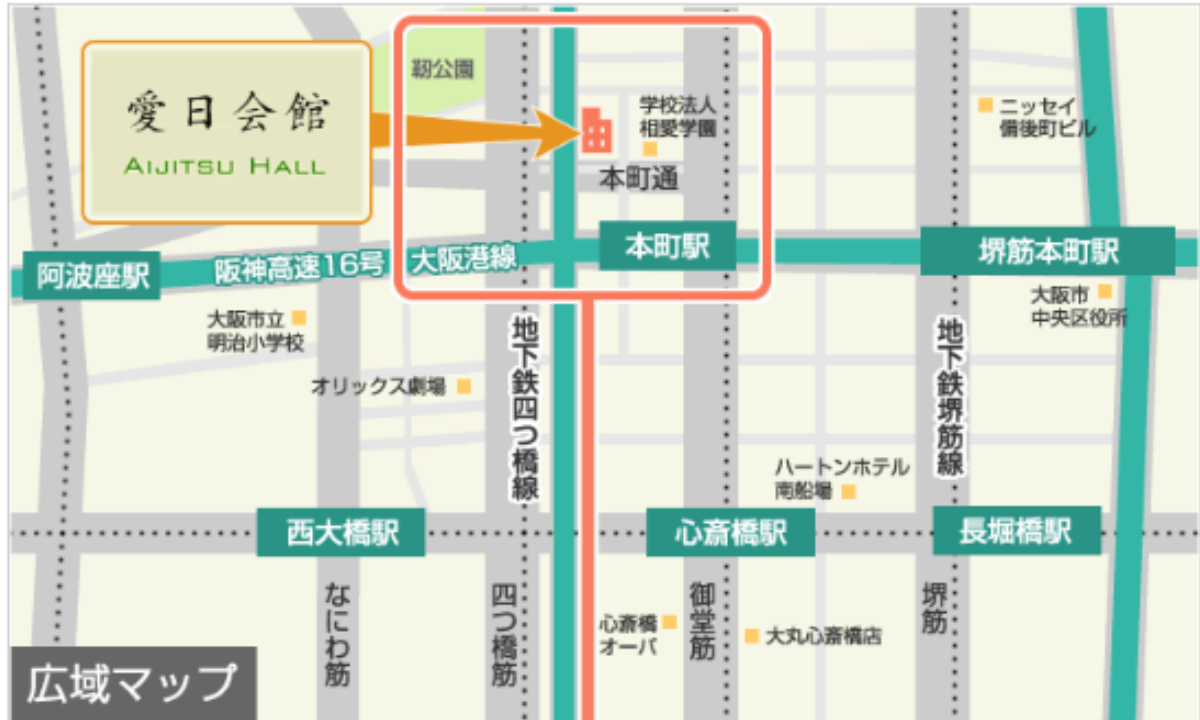 愛日会館
AIJITSU HALL
靱公園
学校法人
相愛学園
本町通
ニッセイ
備後町ビル
阿波座駅
阪神高速16号
大阪港線
本町駅
堺筋本町駅
大阪市立
明治小学校
大阪市
中央区役所
オリックス劇場
地下鉄四つ橋線
地下鉄堺筋線
ハートンホテル
南船場
西大橋駅
心斎橋駅
長堀橋駅
なにわ筋
四つ橋筋
心斎橋
オーパ
御堂筋
大丸心斎橋店
堺筋
広域マップ